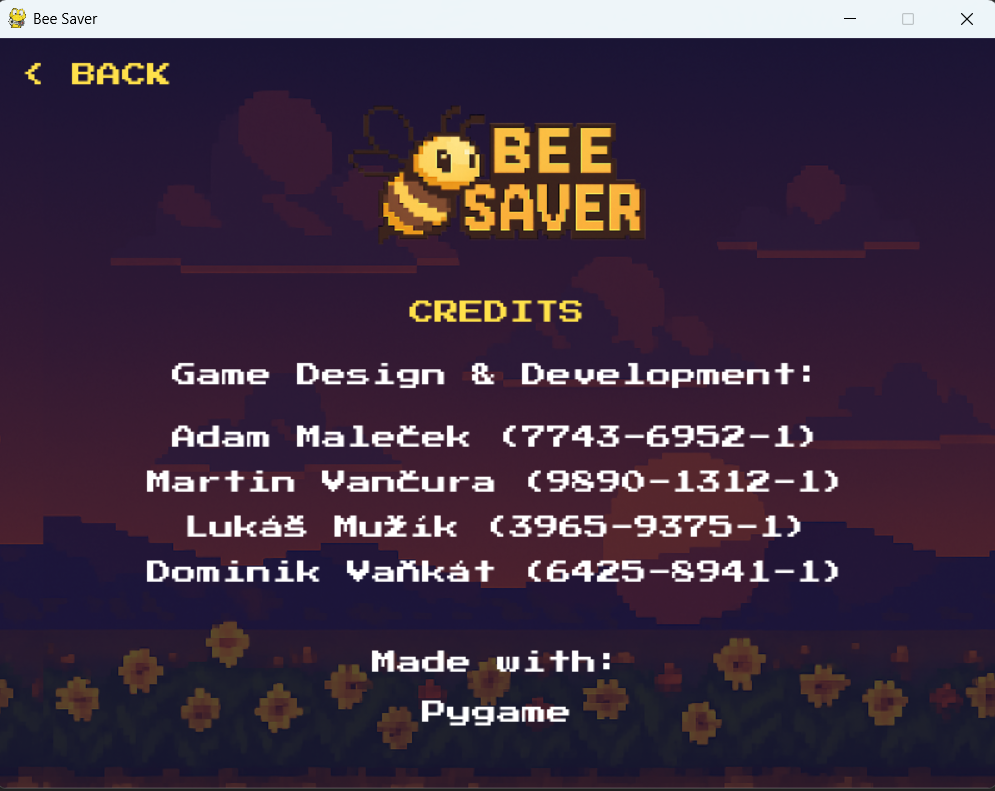 Bee Saver
< BACK
BEE
SAVER
CREDITS
Game Design & Development:
Adam Maleček (7743-6952-1)
Martin Vančura (9890-1312-1)
Lukáš Mužík (3965-9375-1)
Dominik Vaňkát (6425-8941-1)
Made with:
Pygame